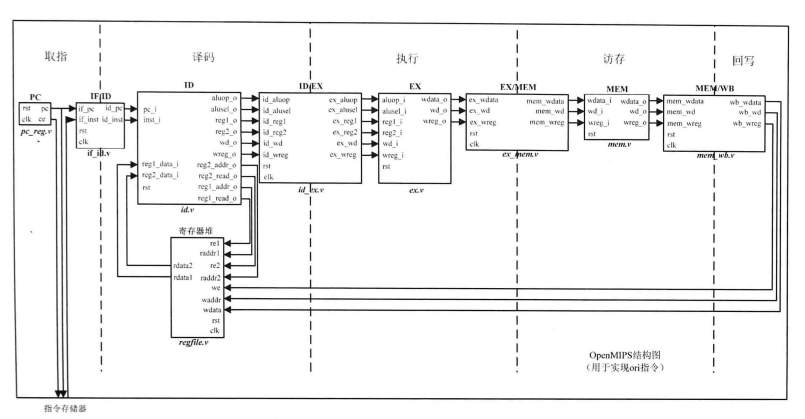 取指
译码
执行
访存
回写
PC
rst pc
clk ce
pc_reg.v
IF/ID
if_pc id_pc
if_inst id_inst
rst
clk
if_id.v
ID
aluop_o
pc_i alusel_o
inst_i reg1_o
reg2_o
wd_o
wreg_o
reg1_data_i reg2_addr_o
reg2_data_i reg2_read_o
rst reg1_addr_o
reg1_read_o
id.v
ID/EX
id_aluop ex_aluop
id_alusel ex_alusel
id_reg1 ex_reg1
id_reg2 ex_reg2
id_wd ex_wd
id_wreg ex_wreg
rst
clk
id_ex.v
EX
aluop_i wdata_o
alusel_i wd_o
reg1_i wreg_o
reg2_i
wd_i
wreg_i
rst
ex.v
EX/MEM
ex_wdata mem_wdata
ex_wd mem_wd
ex_wreg mem_wreg
rst
clk
ex_mem.v
MEM
wdata_i wdata_o
wd_i wd_o
wreg_i wreg_o
rst
mem.v
MEM/WB
mem_wdata wb_wdata
mem_wd wb_wd
mem_wreg wb_wreg
rst
clk
mem_wb.v
寄存器堆
re1
raddr1
rdata2 re2
rdata1 raddr2
we
waddr
wdata
rst
clk
regfile.v
OpenMIPS结构图
（用于实现ori指令）
指令存储器